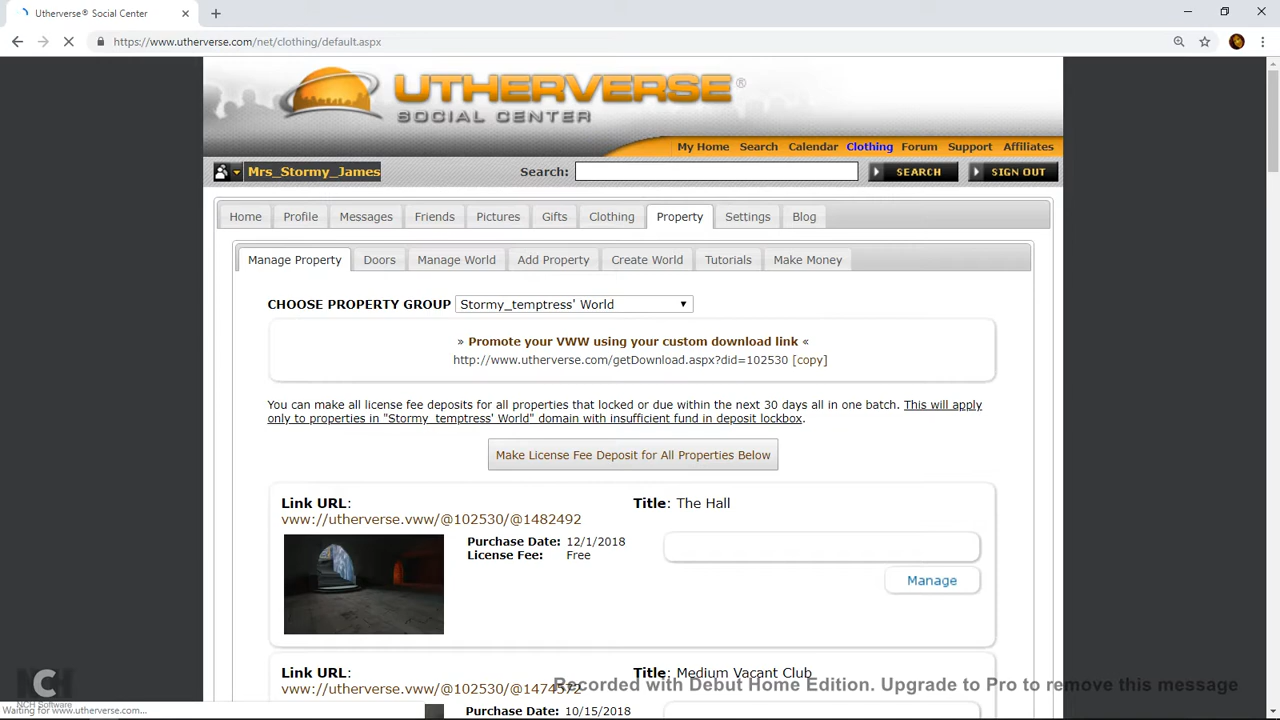 Utherverse® Social Center
https://www.utherverse.com/net/clothing/default.aspx
UTHERVERSE®
SOCIAL CENTER
My Home Search Calendar Clothing Forum Support Affiliates
Mrs_Stormy_James Search: SEARCH SIGN OUT
Home Profile Messages Friends Pictures Gifts Clothing Property Settings Blog
Manage Property Doors Manage World Add Property Create World Tutorials Make Money
CHOOSE PROPERTY GROUP Stormy_temptress' World
» Promote your VWW using your custom download link «
http://www.utherverse.com/getDownload.aspx?did=102530 [copy]
You can make all license fee deposits for all properties that locked or due within the next 30 days all in one batch. This will apply
only to properties in "Stormy_temptress' World" domain with insufficient fund in deposit lockbox.
Make License Fee Deposit for All Properties Below
Link URL: Title: The Hall
vww://utherverse.vww/@102530/@1482492
Purchase Date: 12/1/2018
License Fee: Free
Manage
Link URL: Title: Medium Vacant Club
vww://utherverse.vww/@102530/@1474572
Recorded with Debut Home Edition. Upgrade to Pro to remove this message
NCH Software
Waiting for www.utherverse.com...
Purchase Date: 10/15/2018